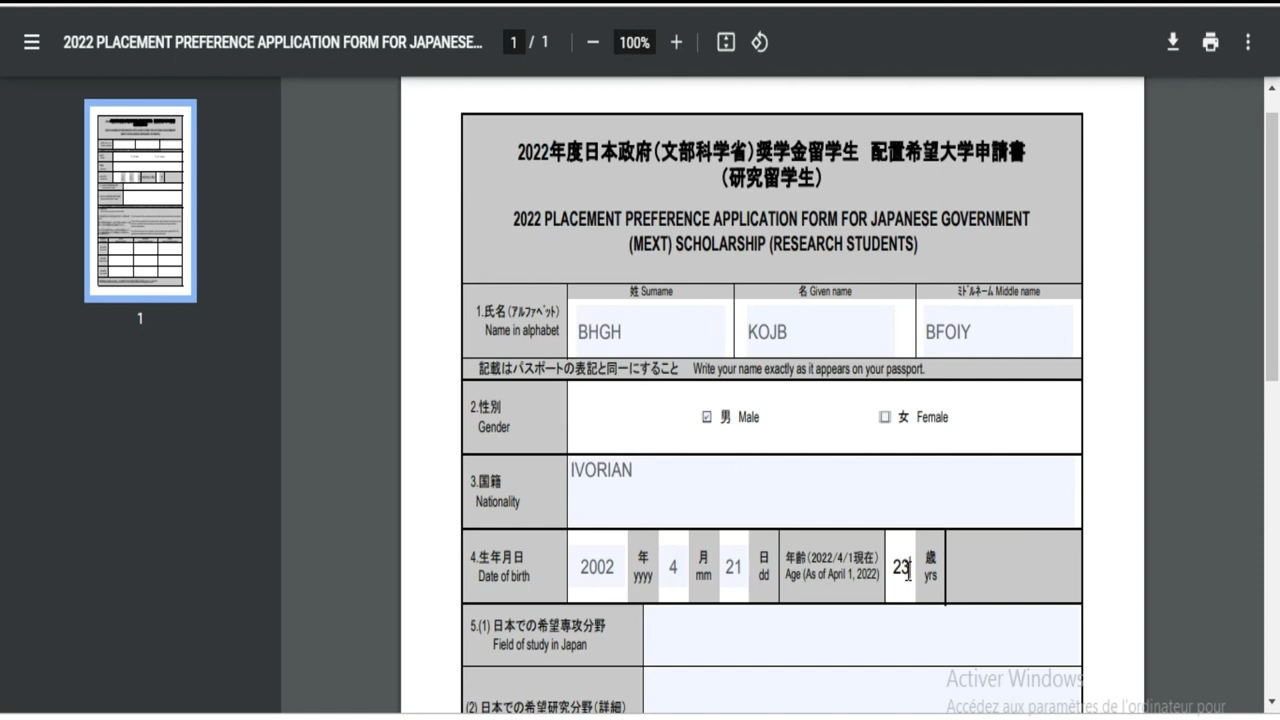 2022 PLACEMENT PREFERENCE APPLICATION FORM FOR JAPANESE... 1 / 1 100%
1
2022年度日本政府(文部科学省)奨学金留学生 配置希望大学申請書
(研究留学生)
2022 PLACEMENT PREFERENCE APPLICATION FORM FOR JAPANESE GOVERNMENT
(MEXT) SCHOLARSHIP (RESEARCH STUDENTS)
姓 Surname 名 Given name ミドルネーム Middle name
1.氏名(アルファベット)
Name in alphabet
BHGH KOJB BFOIY
記載はパスポートの表記と同一にすること Write your name exactly as it appears on your passport.
2.性別
Gender
男 Male 女 Female
3.国籍
Nationality
IVORIAN
4.生年月日
Date of birth
2002 年 yyyy 4 月 mm 21 日 dd
年齢(2022/4/1現在)
Age (As of April 1, 2022)
23 歳 yrs
5.(1) 日本での希望専攻分野
Field of study in Japan
(2) 日本での希望研究分野(詳細)
Activer Windows
Accédez aux paramètres de l'ordinateur pour